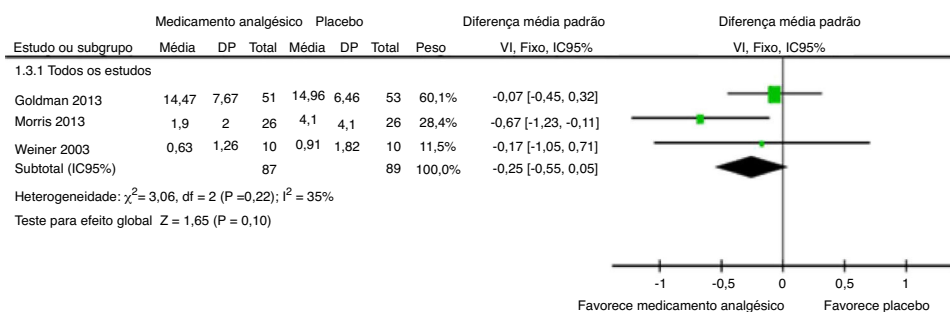 Medicamento analgésico Placebo Diferença média padrão Diferença média padrão
Estudo ou subgrupo Média DP Total Média DP Total Peso VI, Fixo, IC95% VI, Fixo, IC95%
1.3.1 Todos os estudos
Goldman 2013 14,47 7,67 51 14,96 6,46 53 60,1% -0,07 [-0,45, 0,32]
Morris 2013 1,9 2 26 4,1 4,1 26 28,4% -0,67 [-1,23, -0,11]
Weiner 2003 0,63 1,26 10 0,91 1,82 10 11,5% -0,17 [-1,05, 0,71]
Subtotal (IC95%) 87 89 100,0% -0,25 [-0,55, 0,05]
Heterogeneidade: χ²= 3,06, df = 2 (P =0,22); I² = 35%
Teste para efeito global Z = 1,65 (P = 0,10)
-1 -0,5 0 0,5 1
Favorece medicamento analgésico Favorece placebo